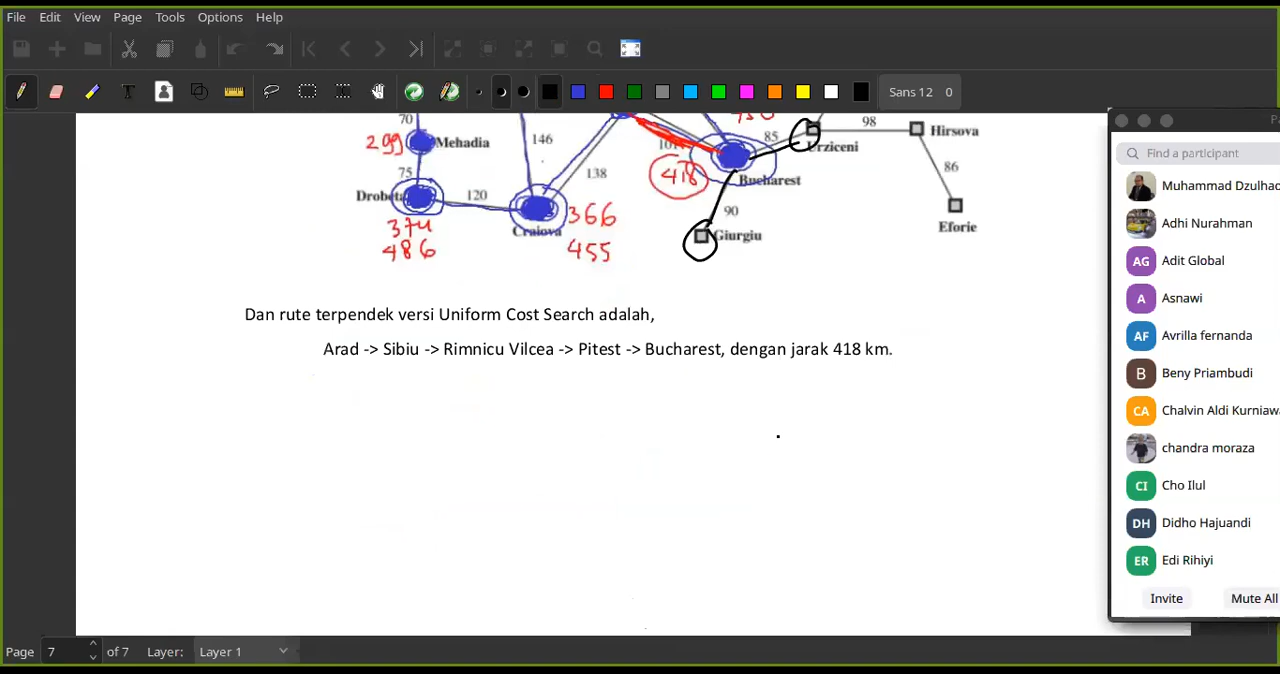 File Edit View Page Tools Options Help
Sans 12 0
70
299 Mehadia
146
98
Hirsova
85
Urziceni
75
138
418
Bucharest
86
Drobeta
120
90
374
Craiova
366
Giurgiu
Eforie
486
455
Dan rute terpendek versi Uniform Cost Search adalah,
Arad -> Sibiu -> Rimnicu Vilcea -> Pitest -> Bucharest, dengan jarak 418 km.
Find a participant
Muhammad Dzulhad
Adhi Nurahman
AG Adit Global
A Asnawi
AF Avrilla fernanda
B Beny Priambudi
CA Chalvin Aldi Kurniawa
chandra moraza
CI Cho Ilul
DH Didho Hajuandi
ER Edi Rihiyi
Invite Mute All
Page 7 of 7 Layer: Layer 1